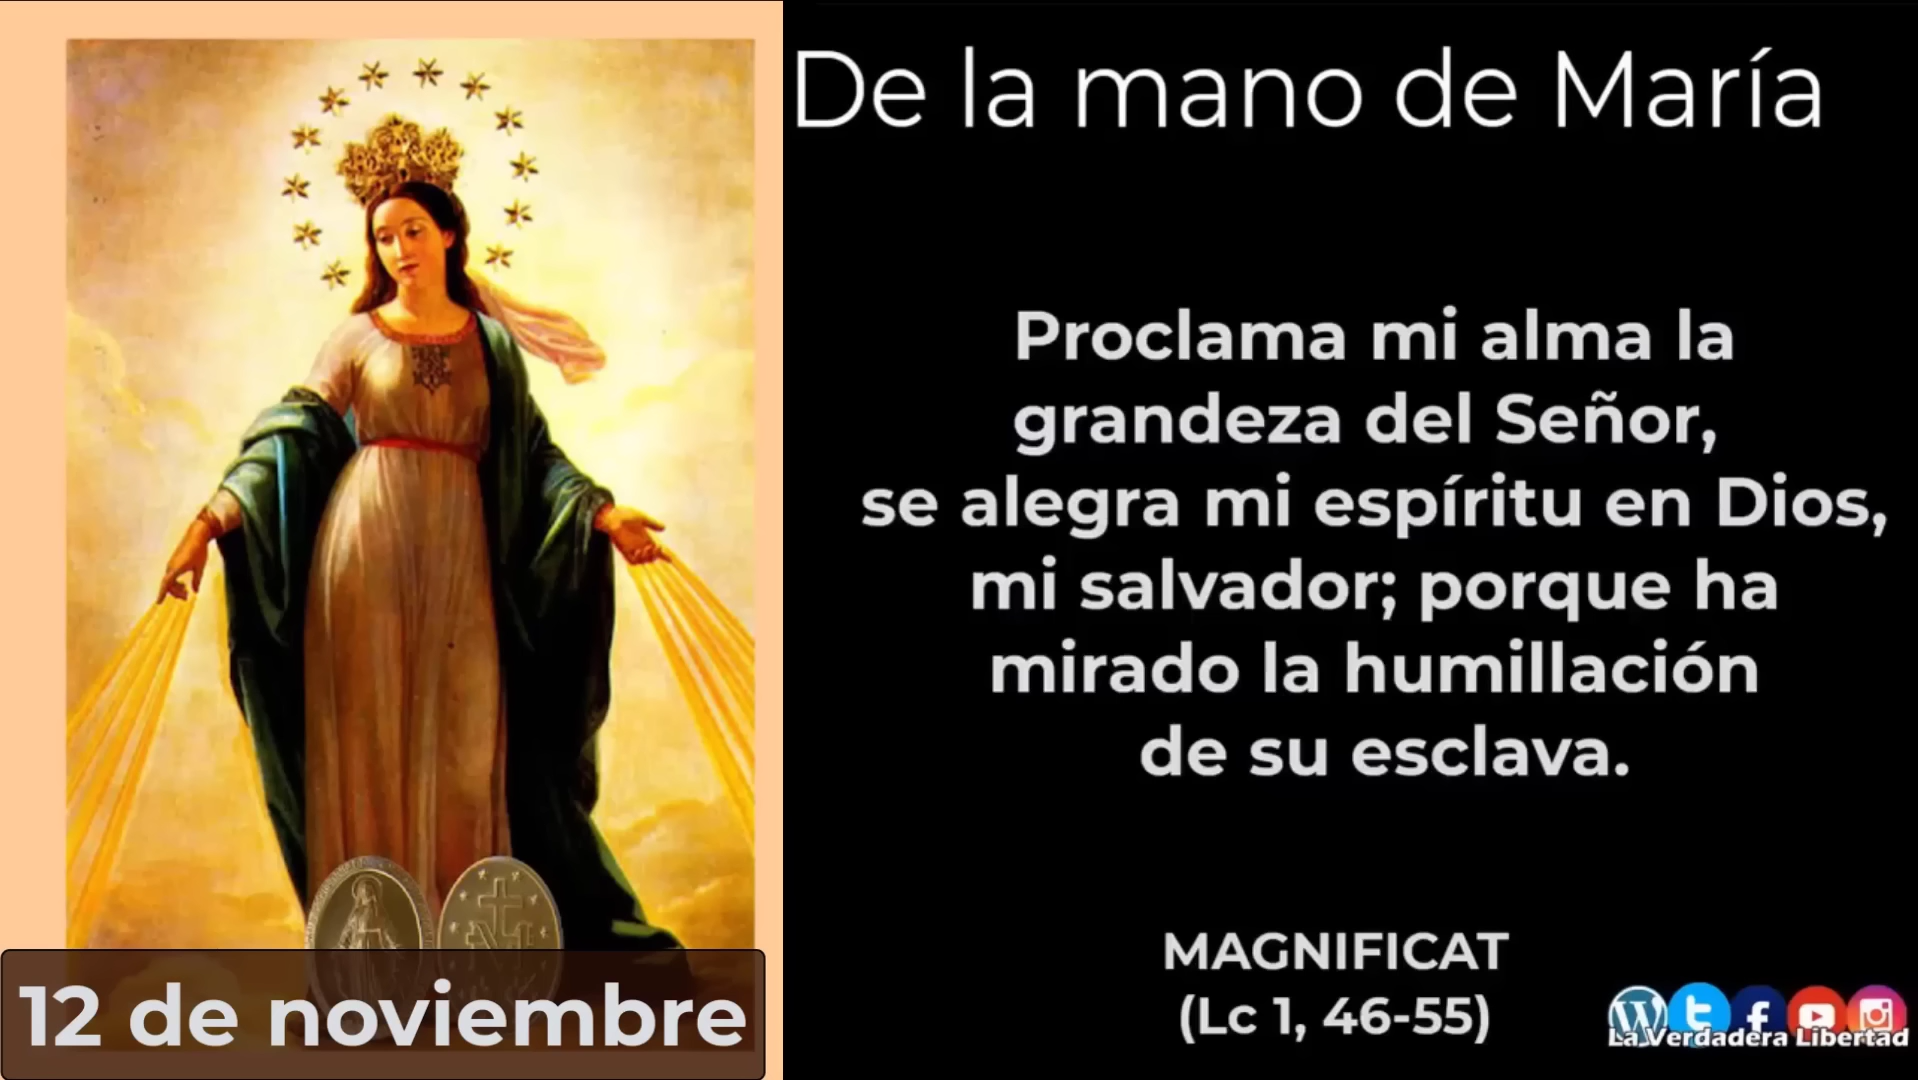 De la mano de María
Proclama mi alma la
grandeza del Señor,
se alegra mi espíritu en Dios,
mi salvador; porque ha
mirado la humillación
de su esclava.
MAGNIFICAT
(Lc 1, 46-55)
12 de noviembre
La Verdadera Libertad